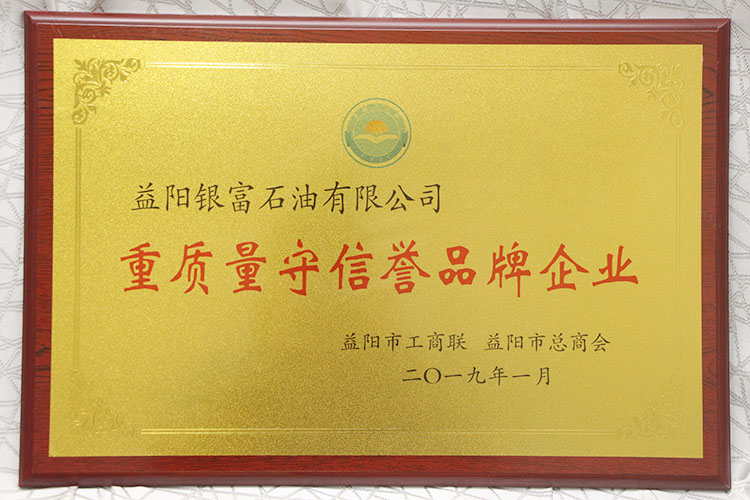 益阳银富石油有限公司
重质量守信誉品牌企业
益阳市工商联 益阳市总商会
二〇一九年一月